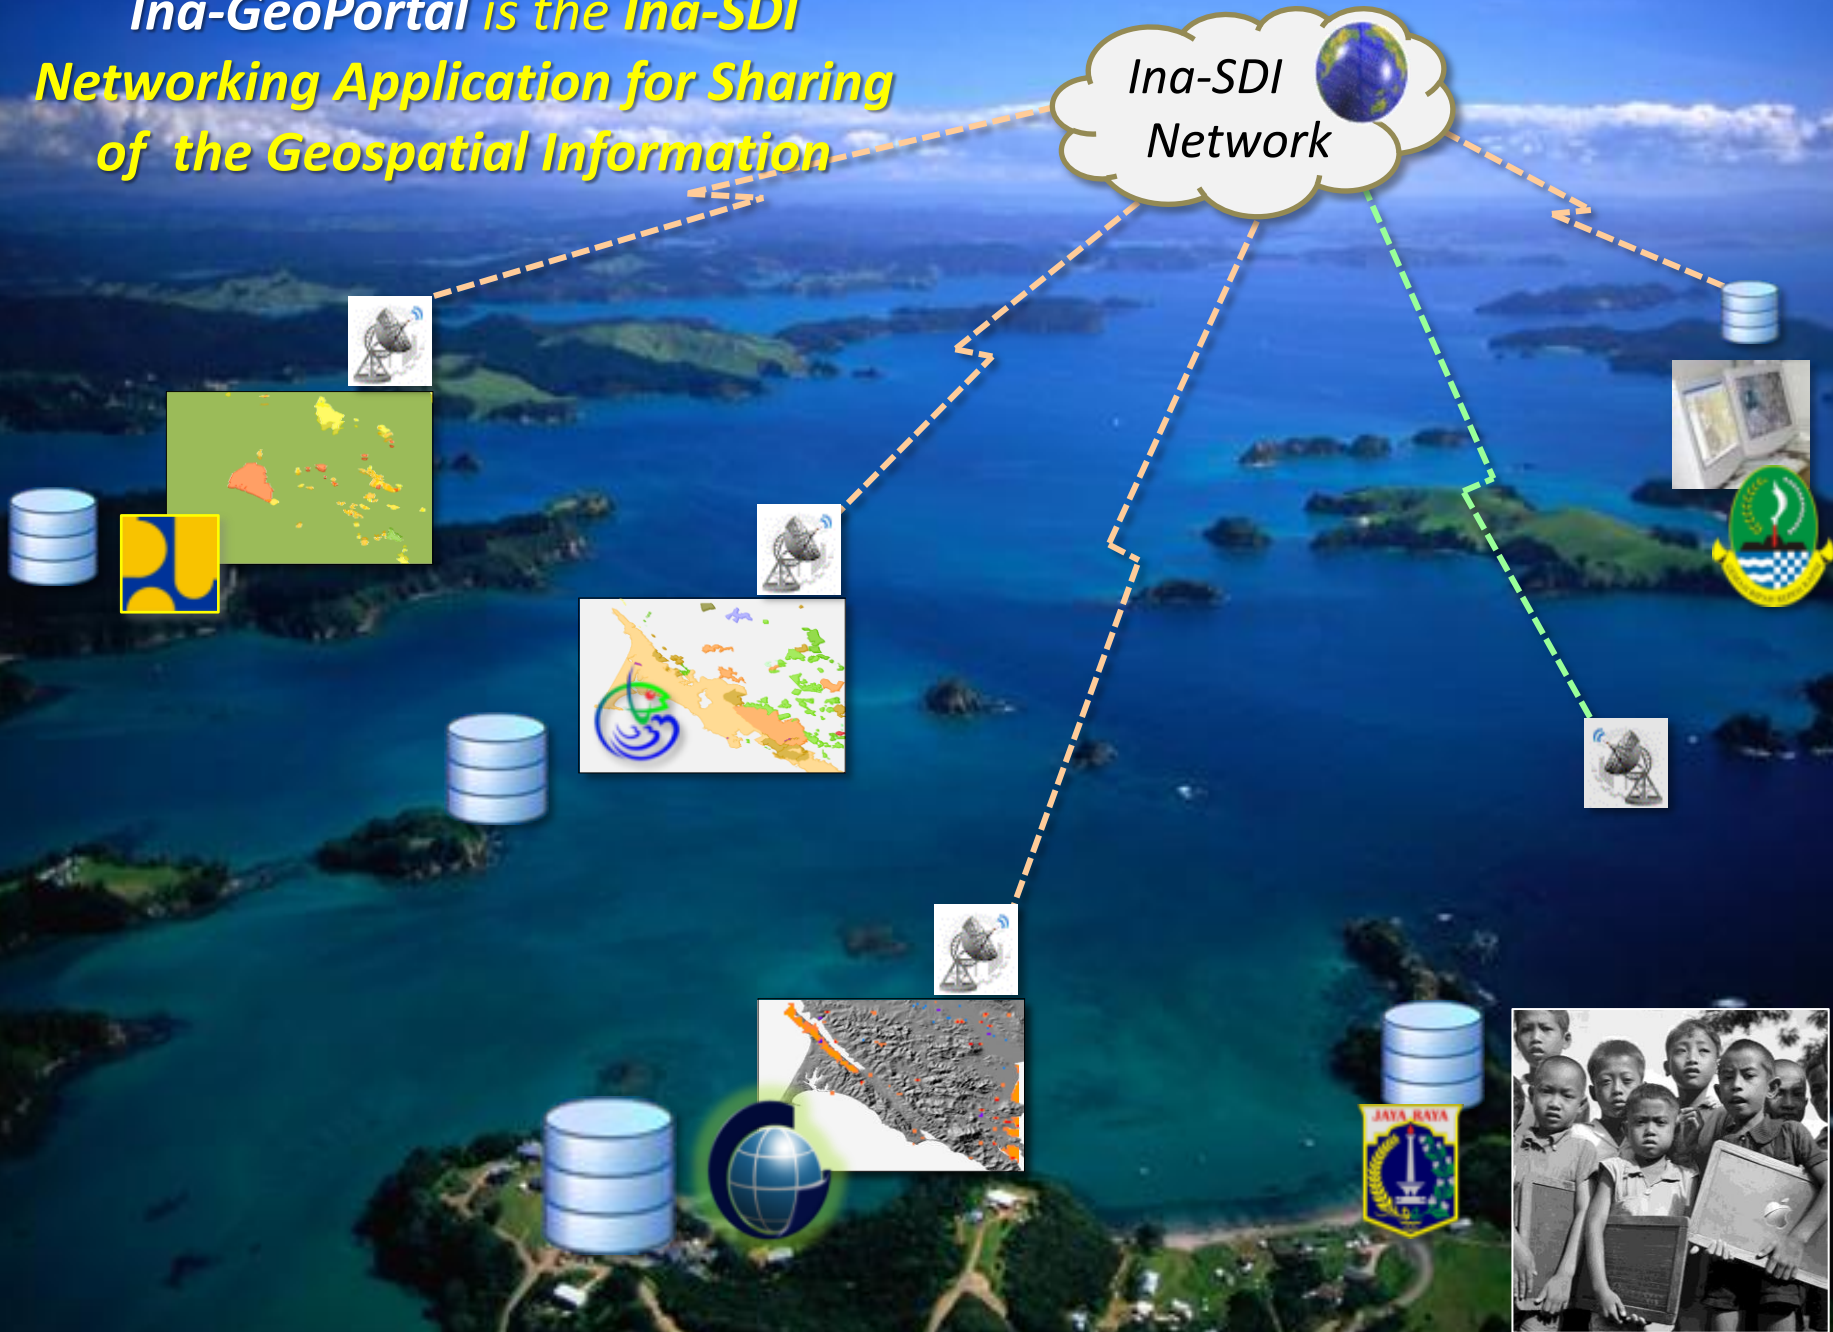 Ina-GeoPortal is the Ina-SDI
Networking Application for Sharing
of the Geospatial Information
Ina-SDI
Network
JAYA RAYA